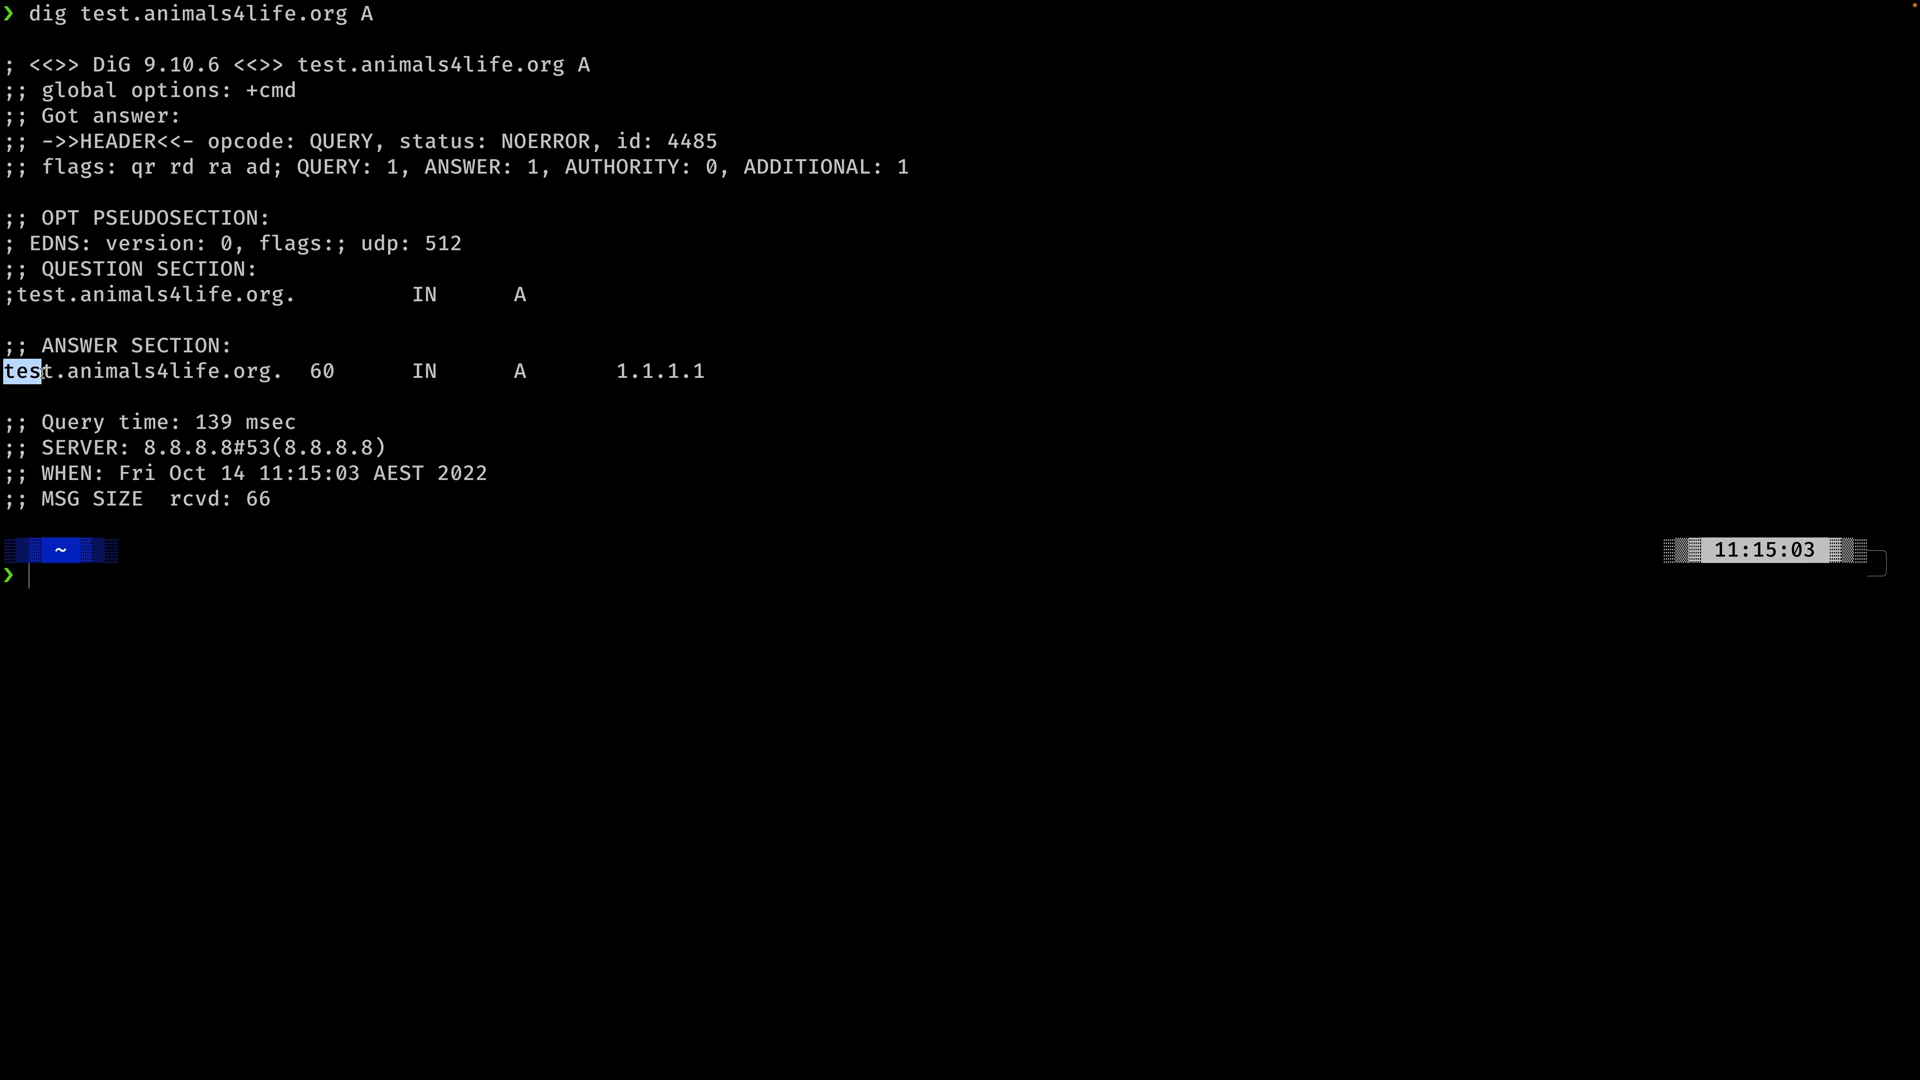 ❯ dig test.animals4life.org A
; <<>> DiG 9.10.6 <<>> test.animals4life.org A
;; global options: +cmd
;; Got answer:
;; ->>HEADER<<- opcode: QUERY, status: NOERROR, id: 4485
;; flags: qr rd ra ad; QUERY: 1, ANSWER: 1, AUTHORITY: 0, ADDITIONAL: 1
;; OPT PSEUDOSECTION:
; EDNS: version: 0, flags:; udp: 512
;; QUESTION SECTION:
;test.animals4life.org. IN A
;; ANSWER SECTION:
test.animals4life.org. 60 IN A 1.1.1.1
;; Query time: 139 msec
;; SERVER: 8.8.8.8#53(8.8.8.8)
;; WHEN: Fri Oct 14 11:15:03 AEST 2022
;; MSG SIZE rcvd: 66
~ 11:15:03
❯